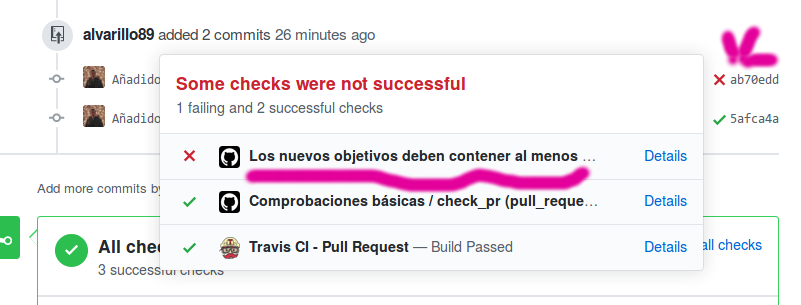 alvarillo89 added 2 commits 26 minutes ago
Añadido
ab70edd
Añadido
5afca4a
Some checks were not successful
1 failing and 2 successful checks
Los nuevos objetivos deben contener al menos …
Details
Comprobaciones básicas / check_pr (pull_reque…
Details
Travis CI - Pull Request — Build Passed
Details
Add more commits by
All chec
all checks
3 successful checks